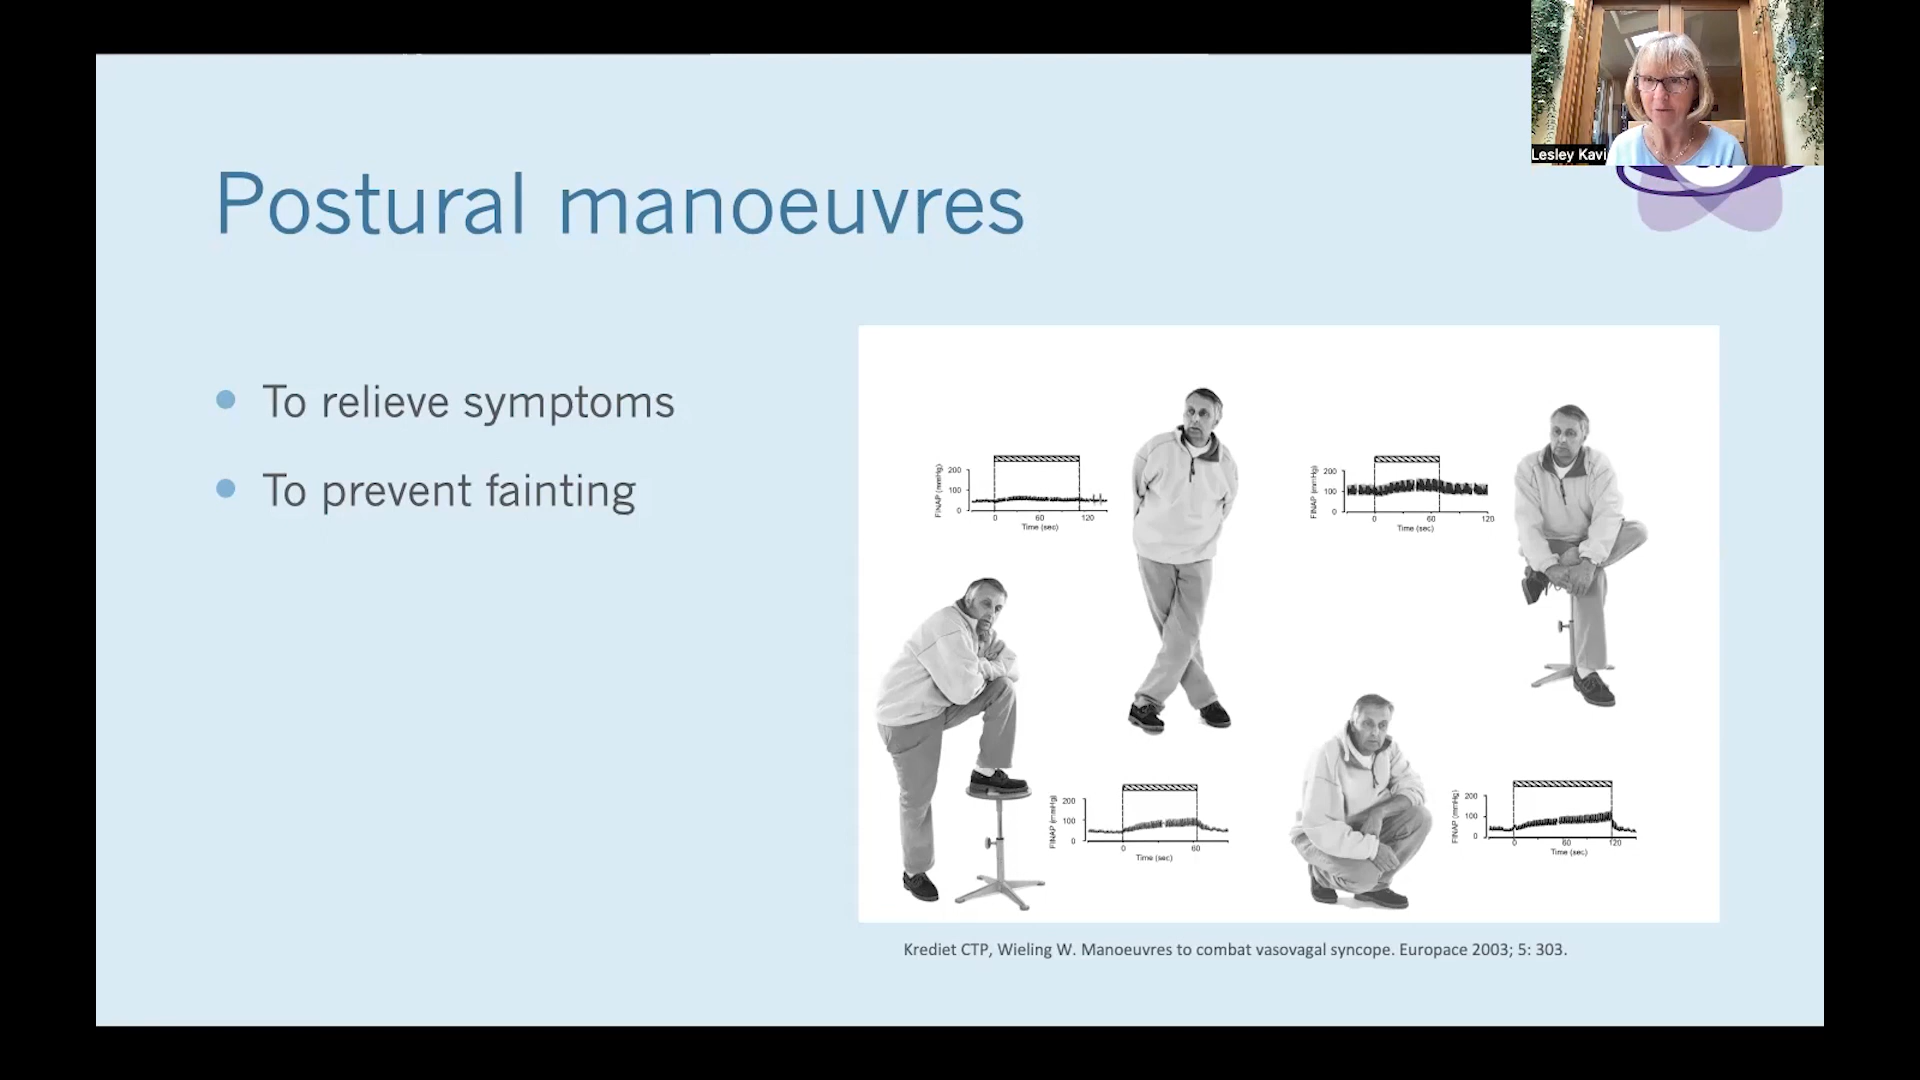 Lesley Kavi
Postural manoeuvres
To relieve symptoms
To prevent fainting
FINAP (mmHg)
200
100
0
0
60
120
Time (sec)
FINAP (mmHg)
200
100
0
0
60
120
Time (sec)
FINAP (mmHg)
200
100
0
0
60
Time (sec)
FINAP (mmHg)
200
100
0
0
60
120
Time (sec)
Krediet CTP, Wieling W. Manoeuvres to combat vasovagal syncope. Europace 2003; 5: 303.